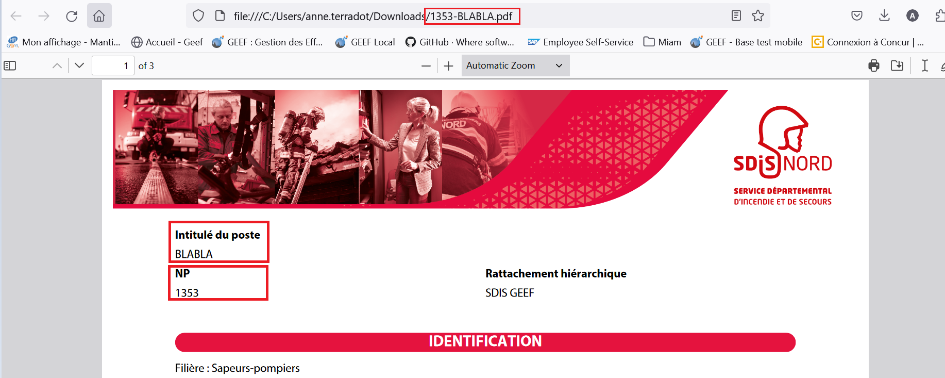 file:///C:/Users/anne.terradot/Downloads/1353-BLABLA.pdf
Mon affichage - Manti... Accueil - Geef GEEF : Gestion des Eff... GEEF Local GitHub · Where softw... Employee Self-Service Miam GEEF - Base test mobile Connexion à Concur | ...
1 of 3 Automatic Zoom
NORD
SDiS NORD
SERVICE DÉPARTEMENTAL
D'INCENDIE ET DE SECOURS
Intitulé du poste
BLABLA
NP Rattachement hiérarchique
1353 SDIS GEEF
IDENTIFICATION
Filière : Sapeurs-pompiers